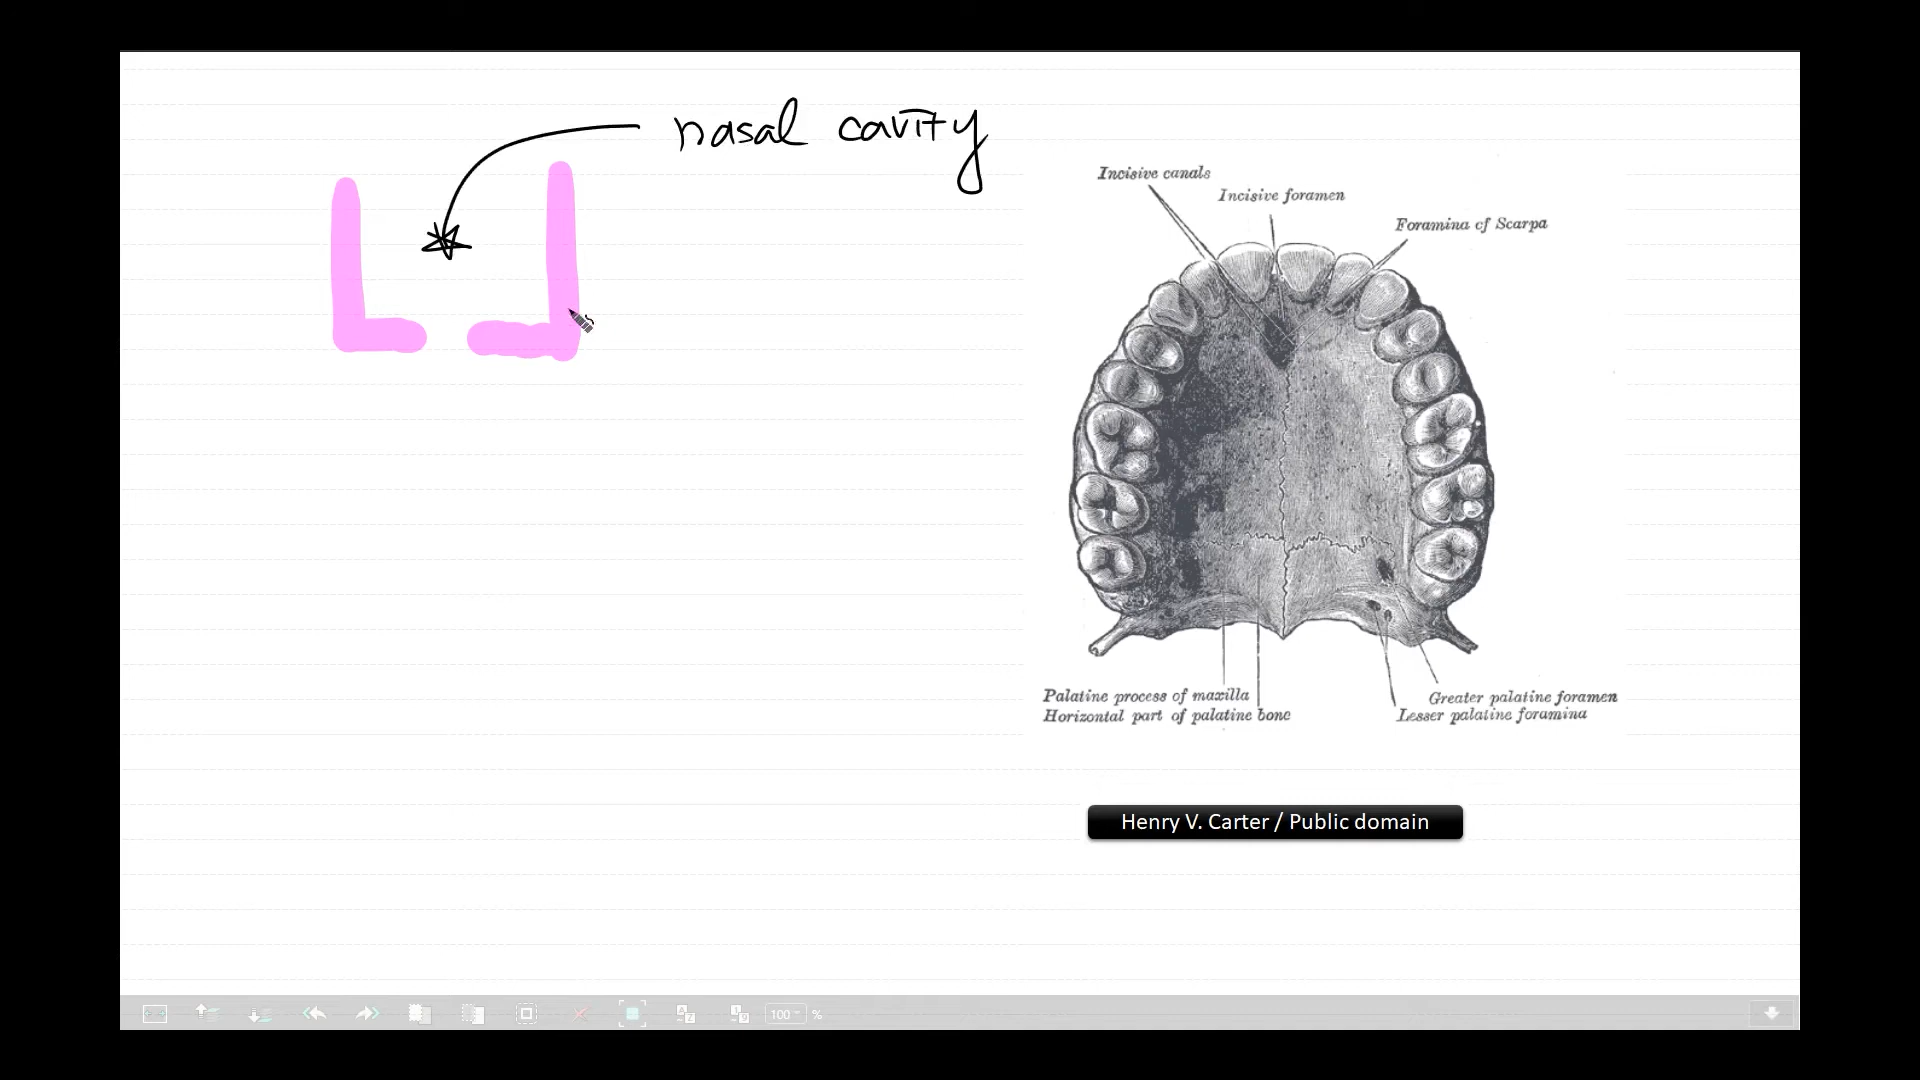 nasal cavity
Incisive canals
Incisive foramen
Foramina cf Scarpa
Palatine process of maxilla
Horizontal part of palatine bone
Greater palatine foramen
Lesser palatine foramina
Henry V. Carter / Public domain
100 %